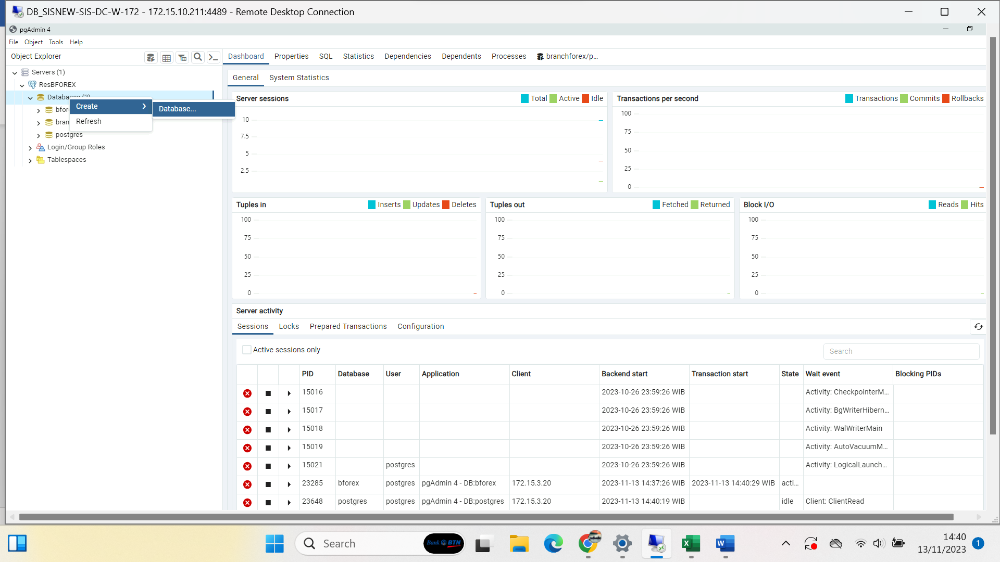 DB_SISNEW-SIS-DC-W-172 - 172.15.10.211:4489 - Remote Desktop Connection
pgAdmin 4
File Object Tools Help
Object Explorer
Dashboard Properties SQL Statistics Dependencies Dependents Processes branchforex/p...
Servers (1)
ResBFOREX
Databases (3)
Create
Database...
Refresh
postgres
Login/Group Roles
Tablespaces
General System Statistics
Server sessions Total Active Idle
10
7.5
5
2.5
Transactions per second Transactions Commits Rollbacks
100
75
50
25
0
Tuples in Inserts Updates Deletes
100
75
50
25
0
Tuples out Fetched Returned
100
75
50
25
0
Block I/O Reads Hits
100
75
50
25
0
Server activity
Sessions Locks Prepared Transactions Configuration
Active sessions only
Search
PID Database User Application Client Backend start Transaction start State Wait event Blocking PIDs
15016 2023-10-26 23:59:26 WIB Activity: CheckpointerM...
15017 2023-10-26 23:59:26 WIB Activity: BgWriterHibern...
15018 2023-10-26 23:59:26 WIB Activity: WalWriterMain
15019 2023-10-26 23:59:26 WIB Activity: AutoVacuumM...
15021 postgres 2023-10-26 23:59:26 WIB Activity: LogicalLaunch...
23285 bforex postgres pgAdmin 4 - DB:bforex 172.15.3.20 2023-11-13 14:37:26 WIB 2023-11-13 14:40:29 WIB acti...
23648 postgres postgres pgAdmin 4 - DB:postgres 172.15.3.20 2023-11-13 14:40:19 WIB idle Client: ClientRead
Search
Bank BTN
14:40
13/11/2023
1